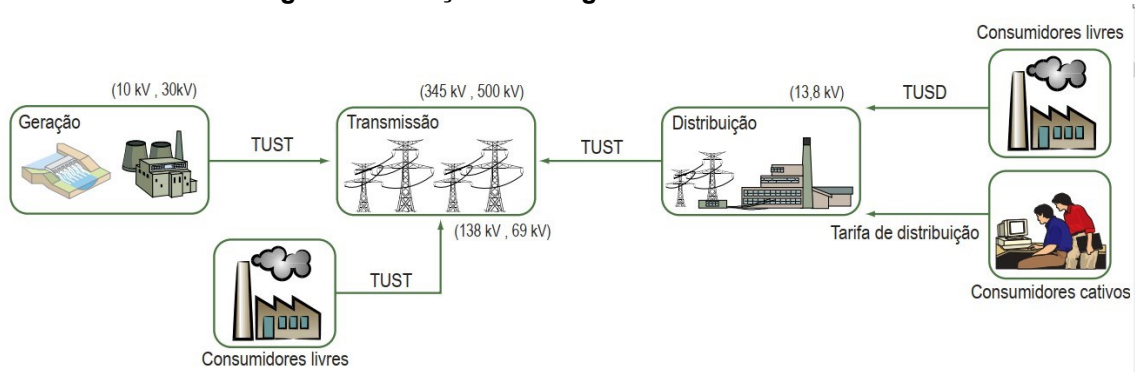 Consumidores livres
(10 kV , 30kV)
(345 kV , 500 kV)
(13,8 kV)
TUSD
Geração
Transmissão
Distribuição
TUST
TUST
(138 kV , 69 kV)
Tarifa de distribuição
TUST
Consumidores cativos
Consumidores livres